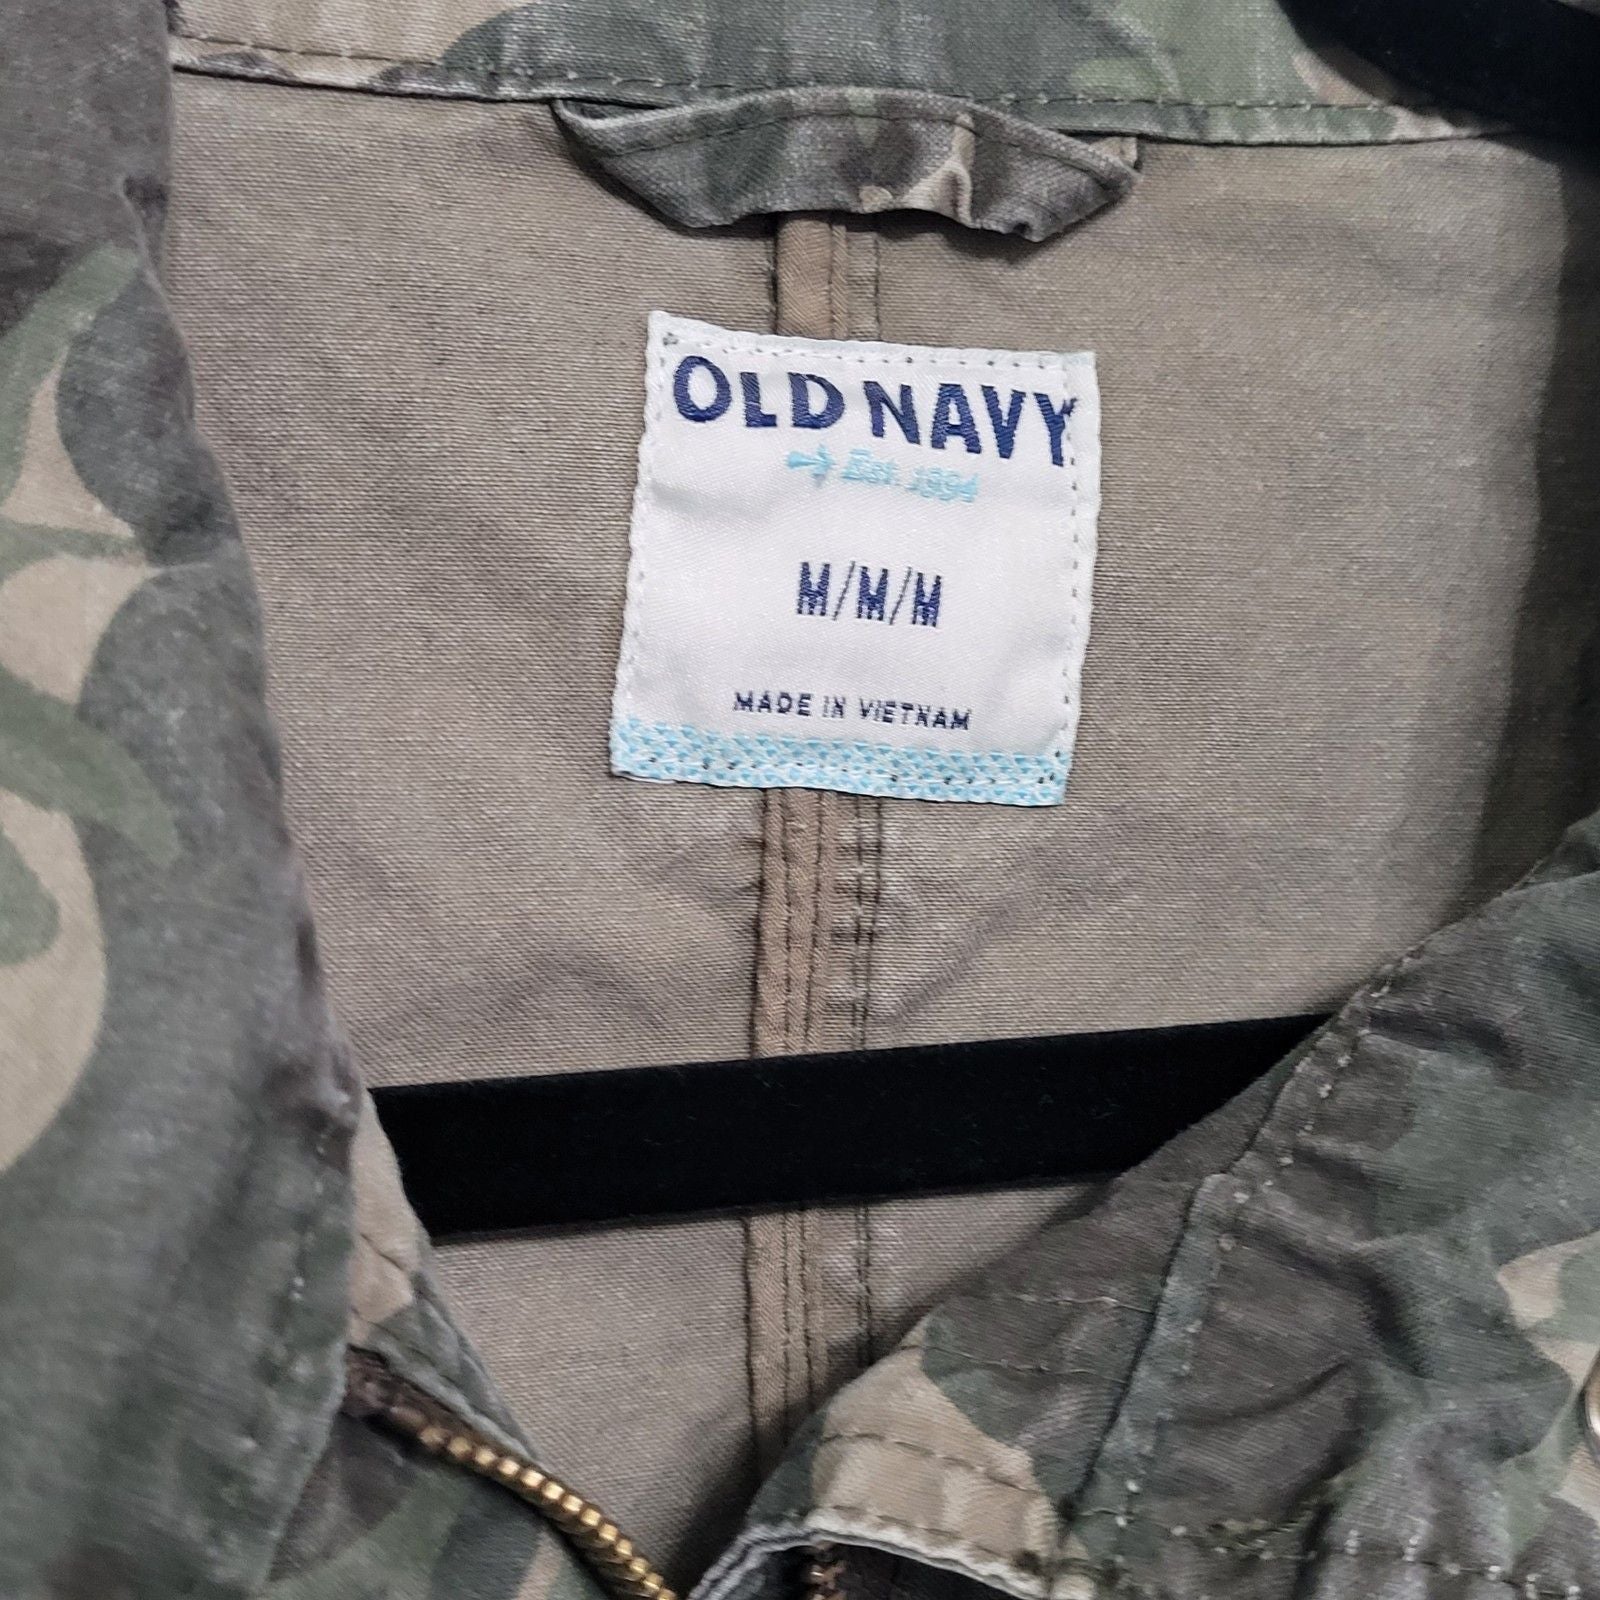 OLD NAVY
Est. 1994
M/M/M
MADE IN VIETNAM